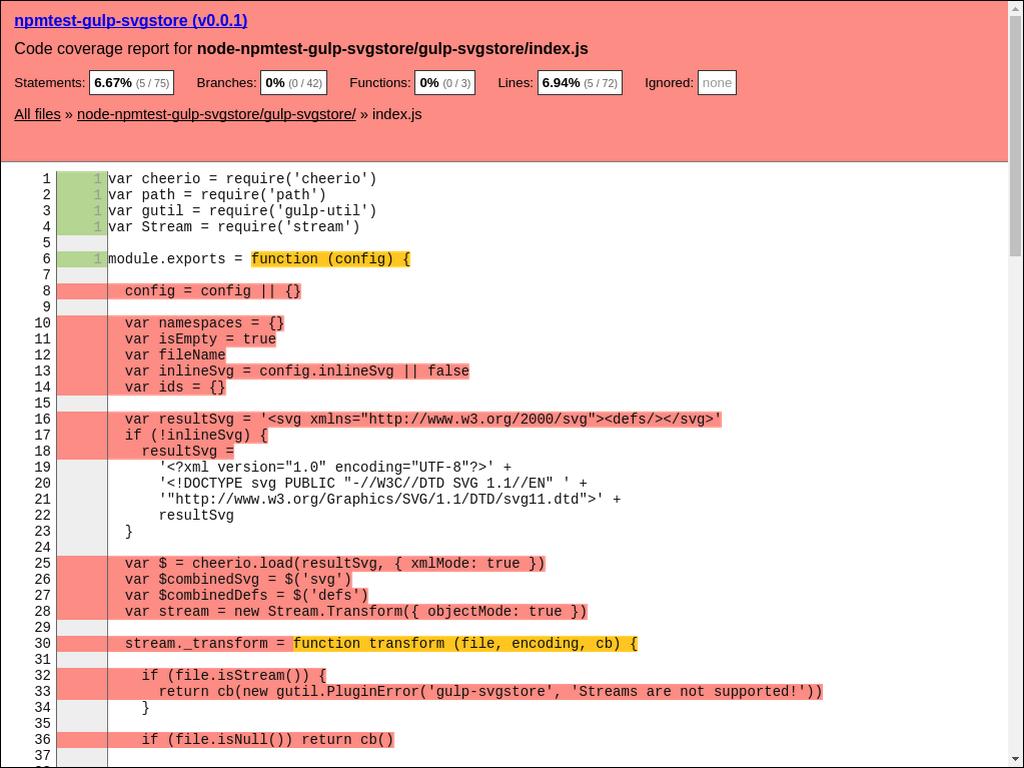 npmtest-gulp-svgstore (v0.0.1)
Code coverage report for node-npmtest-gulp-svgstore/gulp-svgstore/index.js
Statements: 6.67% (5 / 75) Branches: 0% (0 / 42) Functions: 0% (0 / 3) Lines: 6.94% (5 / 72) Ignored: none
All files » node-npmtest-gulp-svgstore/gulp-svgstore/ » index.js
1 1 var cheerio = require('cheerio')
2 1 var path = require('path')
3 1 var gutil = require('gulp-util')
4 1 var Stream = require('stream')
5
6 1 module.exports = function (config) {
7
8 config = config || {}
9
10 var namespaces = {}
11 var isEmpty = true
12 var fileName
13 var inlineSvg = config.inlineSvg || false
14 var ids = {}
15
16 var resultSvg = '<svg xmlns="http://www.w3.org/2000/svg"><defs/></svg>'
17 if (!inlineSvg) {
18 resultSvg =
19 '<?xml version="1.0" encoding="UTF-8"?>' +
20 '<!DOCTYPE svg PUBLIC "-//W3C//DTD SVG 1.1//EN" ' +
21 '"http://www.w3.org/Graphics/SVG/1.1/DTD/svg11.dtd">' +
22 resultSvg
23 }
24
25 var $ = cheerio.load(resultSvg, { xmlMode: true })
26 var $combinedSvg = $('svg')
27 var $combinedDefs = $('defs')
28 var stream = new Stream.Transform({ objectMode: true })
29
30 stream._transform = function transform (file, encoding, cb) {
31
32 if (file.isStream()) {
33 return cb(new gutil.PluginError('gulp-svgstore', 'Streams are not supported!'))
34 }
35
36 if (file.isNull()) return cb()
37